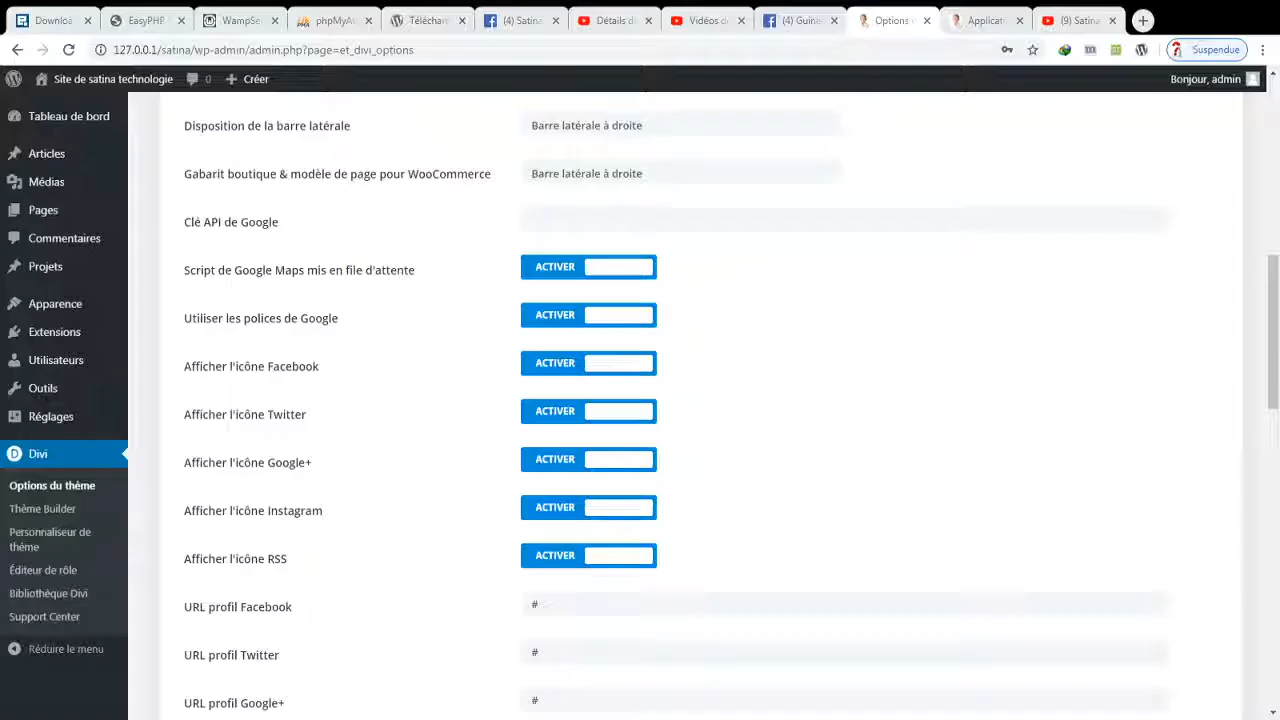 Downloa
EasyPHP
WampSe
phpMyA
Téléchar
(4) Satina
Détails d
Vidéos d
(4) Guine
Options
Applicat
(9) Satina
127.0.0.1/satina/wp-admin/admin.php?page=et_divi_options
Suspendue
Site de satina technologie
0
Créer
Bonjour, admin
Tableau de bord
Articles
Médias
Pages
Commentaires
Projets
Apparence
Extensions
Utilisateurs
Outils
Réglages
Divi
Options du thème
Thème Builder
Personnaliseur de
thème
Éditeur de rôle
Bibliothèque Divi
Support Center
Réduire le menu
Disposition de la barre latérale
Barre latérale à droite
Gabarit boutique & modèle de page pour WooCommerce
Barre latérale à droite
Clé API de Google
Script de Google Maps mis en file d'attente
ACTIVER
Utiliser les polices de Google
ACTIVER
Afficher l'icône Facebook
ACTIVER
Afficher l'icône Twitter
ACTIVER
Afficher l'icône Google+
ACTIVER
Afficher l'icône Instagram
ACTIVER
Afficher l'icône RSS
ACTIVER
URL profil Facebook
#
URL profil Twitter
#
URL profil Google+
#